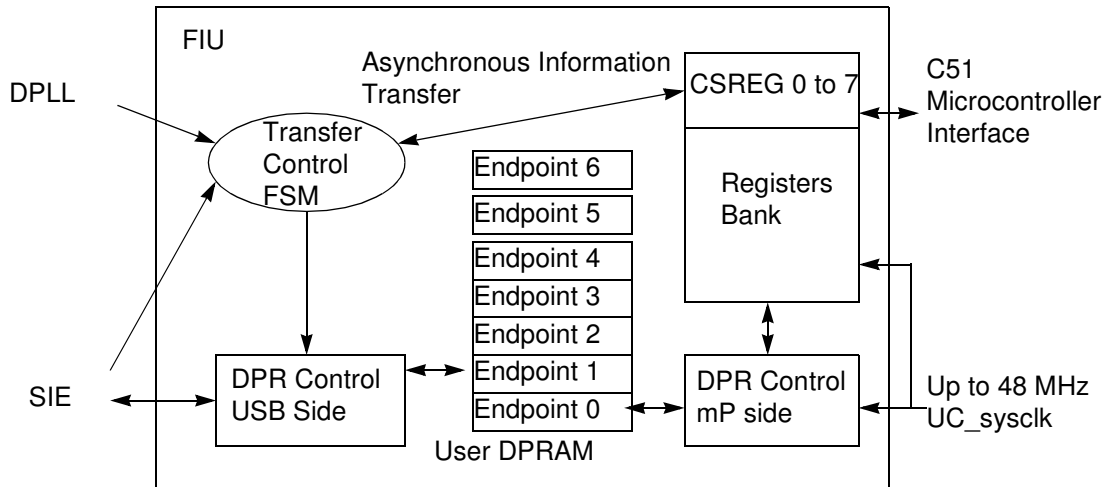 FIU
DPLL
Asynchronous Information
Transfer
CSREG 0 to 7
C51
Microcontroller
Interface
Transfer
Control
FSM
Endpoint 6
Endpoint 5
Endpoint 4
Endpoint 3
Endpoint 2
Endpoint 1
Endpoint 0
User DPRAM
Registers
Bank
SIE
DPR Control
USB Side
DPR Control
mP side
Up to 48 MHz
UC_sysclk